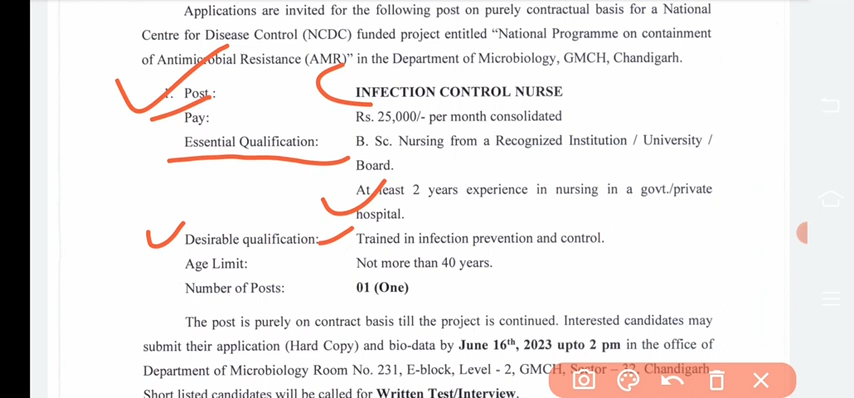 Applications are invited for the following post on purely contractual basis for a National
Centre for Disease Control (NCDC) funded project entitled “National Programme on containment
of Antimicrobial Resistance (AMR)” in the Department of Microbiology, GMCH, Chandigarh.
1. Post.: INFECTION CONTROL NURSE
Pay: Rs. 25,000/- per month consolidated
Essential Qualification: B. Sc. Nursing from a Recognized Institution / University /
Board.
At least 2 years experience in nursing in a govt./private
hospital.
Desirable qualification: Trained in infection prevention and control.
Age Limit: Not more than 40 years.
Number of Posts: 01 (One)
The post is purely on contract basis till the project is continued. Interested candidates may
submit their application (Hard Copy) and bio-data by June 16th, 2023 upto 2 pm in the office of
Department of Microbiology Room No. 231, E-block, Level - 2, GMCH, Sector – 32, Chandigarh
Short listed candidates will be called for Written Test/Interview.